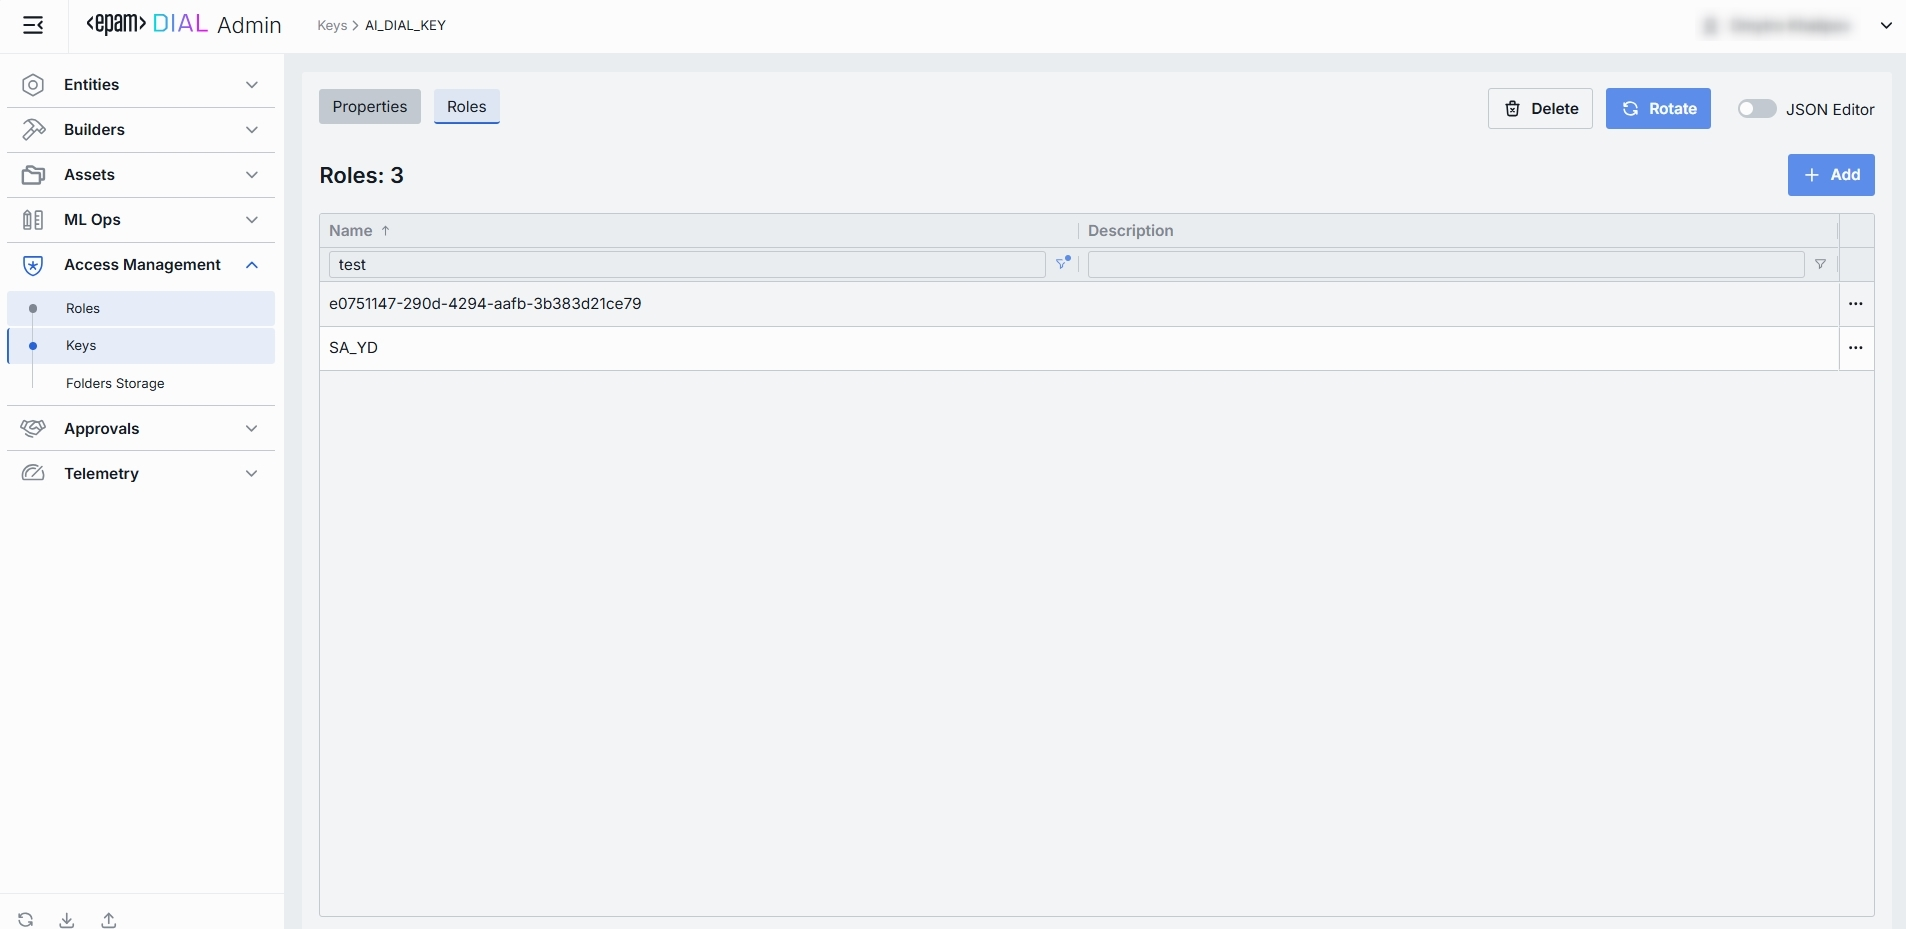 <epam> DIAL Admin
Keys > AI_DIAL_KEY
Entities
Builders
Assets
ML Ops
Access Management
Roles
Keys
Folders Storage
Approvals
Telemetry
Properties
Roles
Delete
Rotate
JSON Editor
Roles: 3
+ Add
Name ↑
Description
test
e0751147-290d-4294-aafb-3b383d21ce79
SA_YD